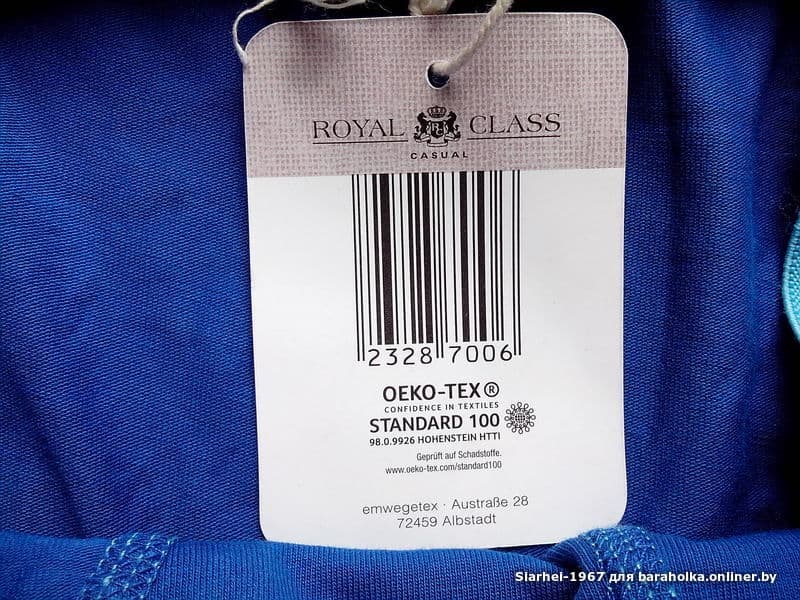 ROYAL CLASS
CASUAL
2328 7006
OEKO-TEX®
CONFIDENCE IN TEXTILES
STANDARD 100
98.0.9926 HOHENSTEIN HTTI
Geprüft auf Schadstoffe.
www.oeko-tex.com/standard100
emwegetex · Austraße 28
72459 Albstadt
Siarhei-1967 для baraholka.onliner.by